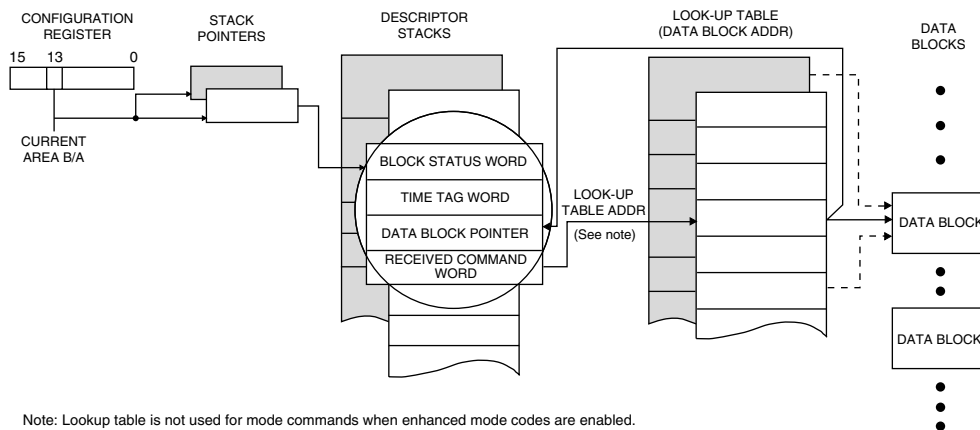 CONFIGURATION
REGISTER
15 13 0
CURRENT
AREA B/A
STACK
POINTERS
DESCRIPTOR
STACKS
BLOCK STATUS WORD
TIME TAG WORD
DATA BLOCK POINTER
RECEIVED COMMAND
WORD
LOOK-UP
TABLE ADDR
(See note)
LOOK-UP TABLE
(DATA BLOCK ADDR)
DATA
BLOCKS
DATA BLOCK
DATA BLOCK
Note: Lookup table is not used for mode commands when enhanced mode codes are enabled.